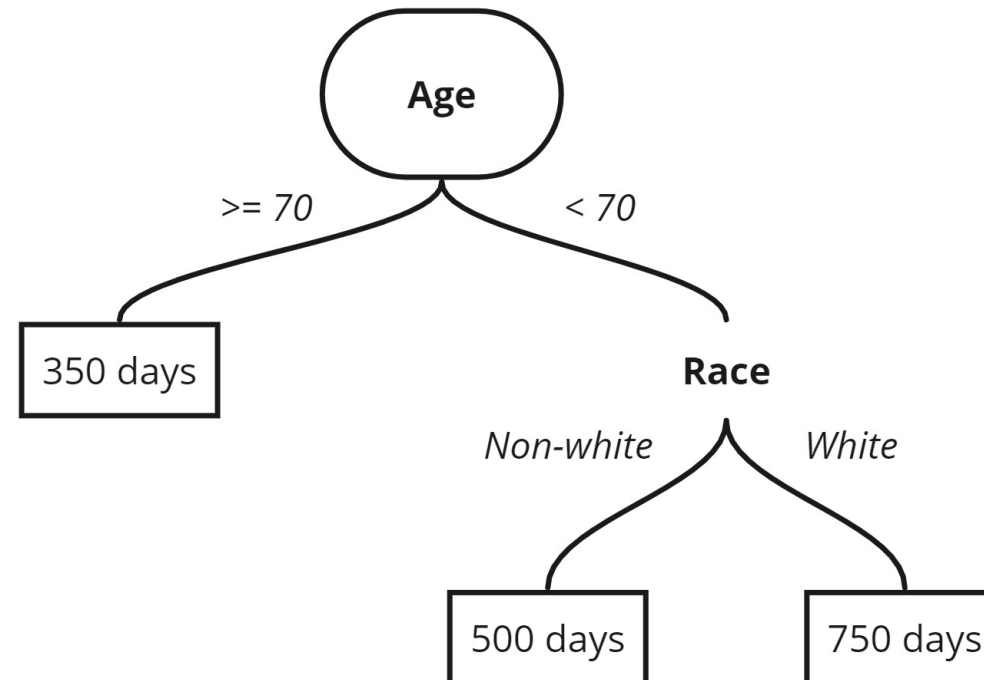 Age
>= 70
< 70
350 days
Race
Non-white
White
500 days
750 days